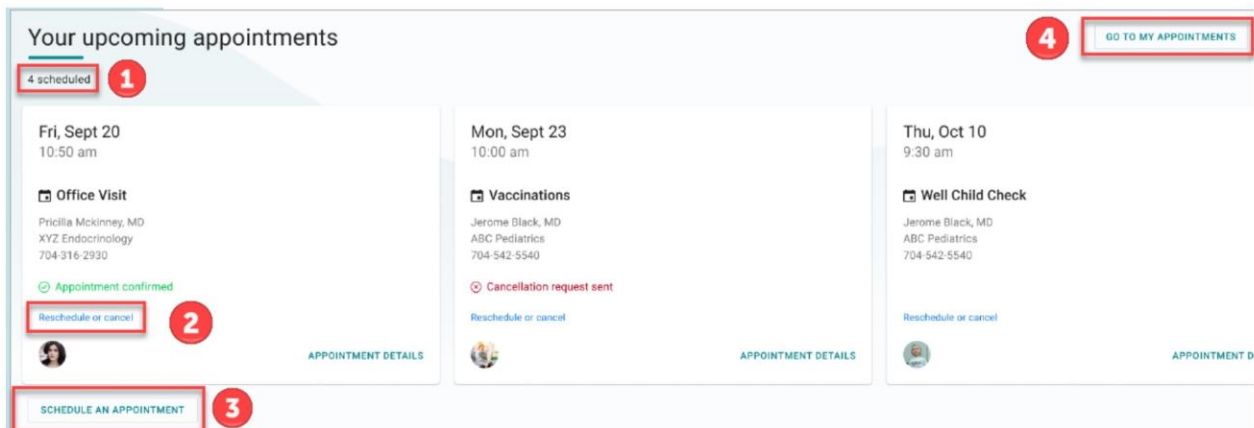 Your upcoming appointments
4
GO TO MY APPOINTMENTS
4 scheduled
1
Fri, Sept 20
10:50 am
Office Visit
Pricilla Mckinney, MD
XYZ Endocrinology
704-316-2930
Appointment confirmed
Reschedule or cancel
2
APPOINTMENT DETAILS
Mon, Sept 23
10:00 am
Vaccinations
Jerome Black, MD
ABC Pediatrics
704-542-5540
Cancellation request sent
Reschedule or cancel
APPOINTMENT DETAILS
Thu, Oct 10
9:30 am
Well Child Check
Jerome Black, MD
ABC Pediatrics
704-542-5540
Reschedule or cancel
APPOINTMENT D
SCHEDULE AN APPOINTMENT
3